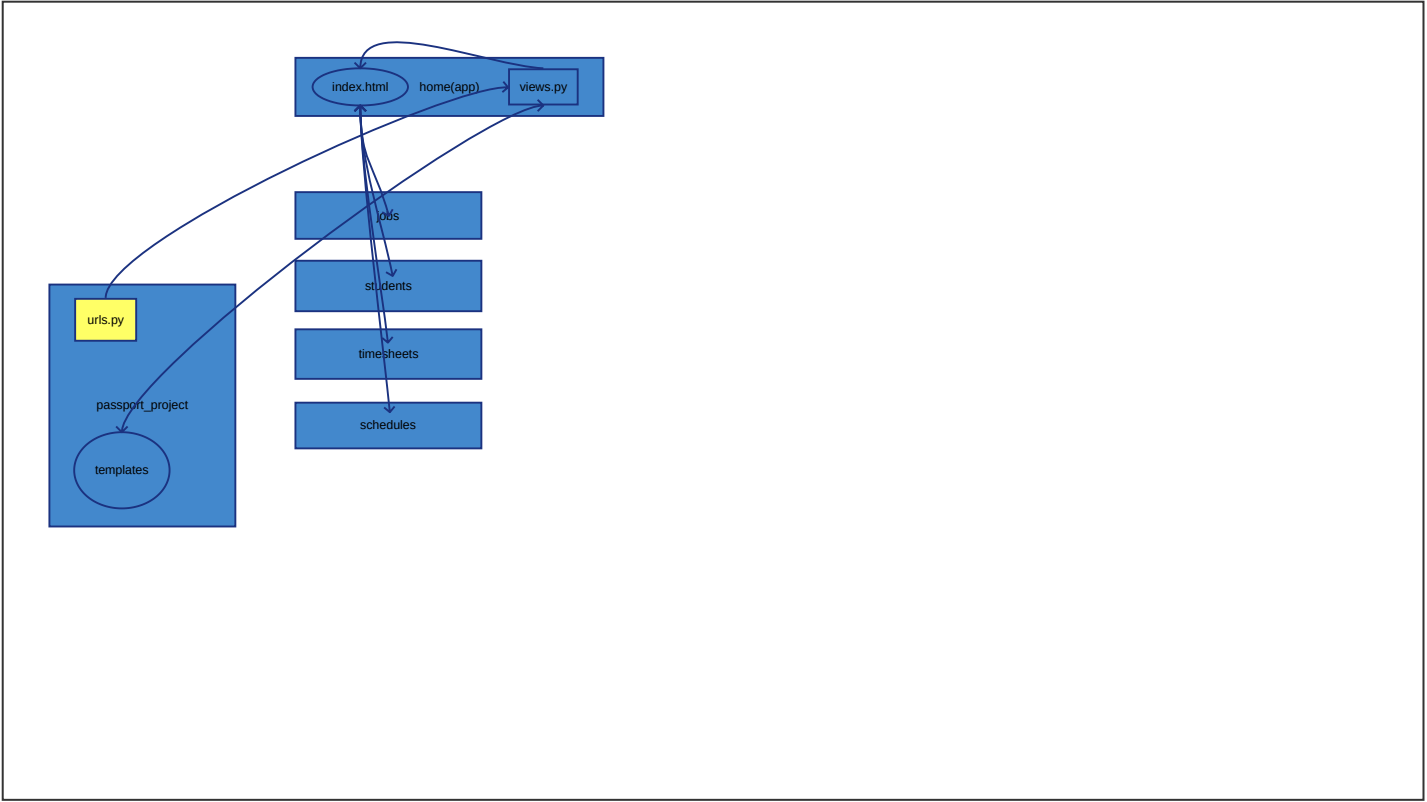 index.html
home(app)
views.py
jobs
students
urls.py
timesheets
passport_project
schedules
templates